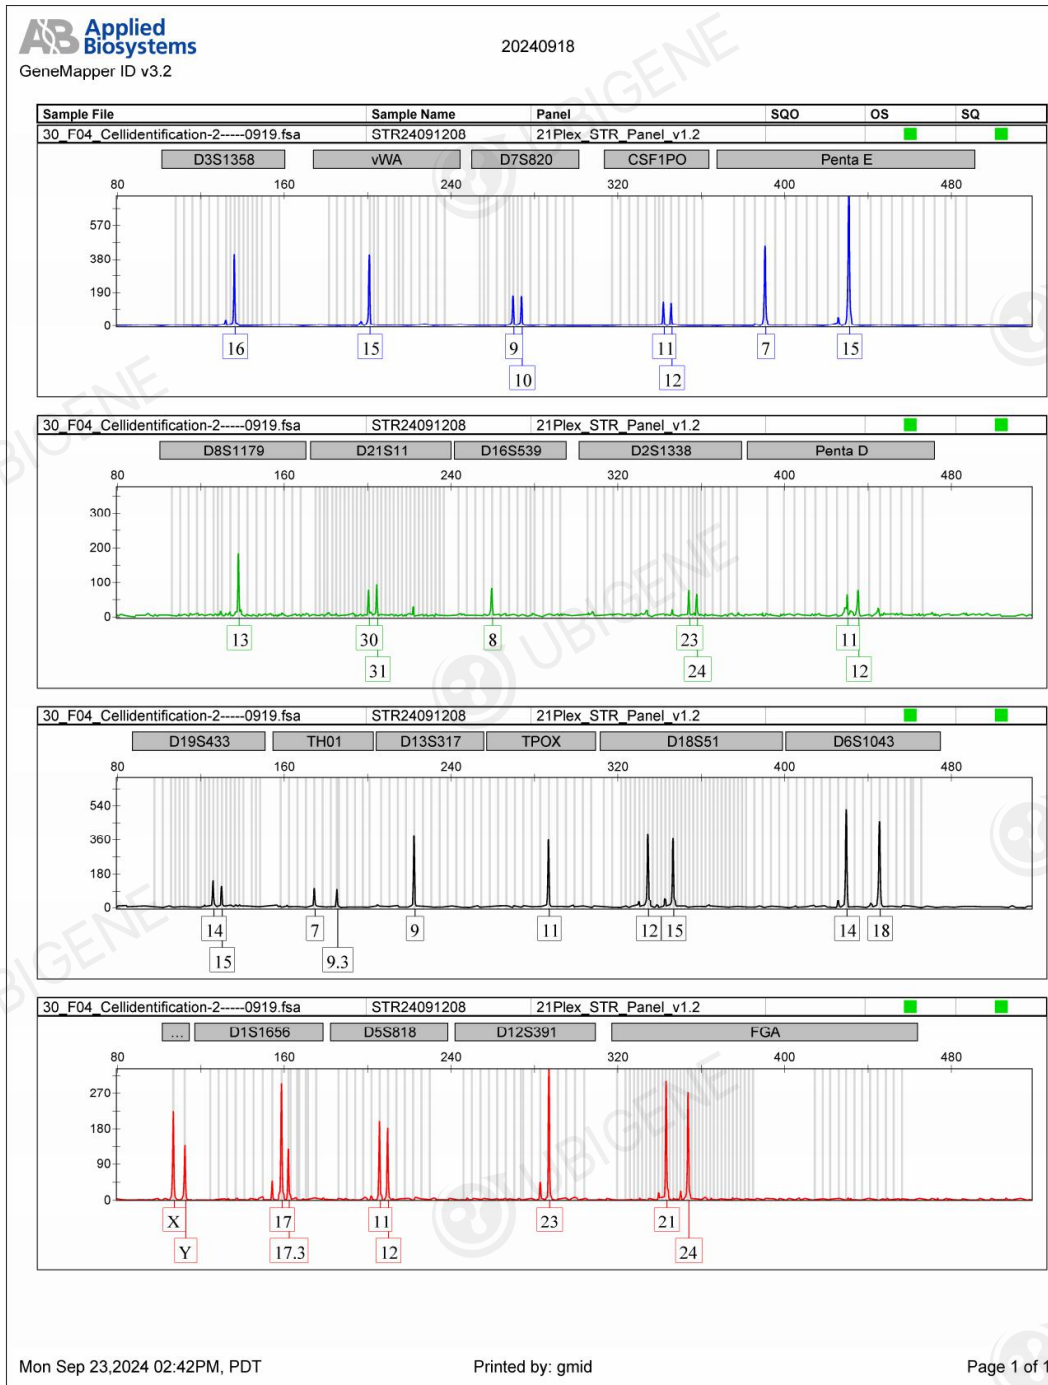 AB Applied
Biosystems
GeneMapper ID v3.2
20240918
Sample File Sample Name Panel SQO OS SQ
30_F04_Cellidentification-2-----0919.fsa STR24091208 21Plex_STR_Panel_v1.2
D3S1358 vWA D7S820 CSF1PO Penta E
80 160 240 320 400 480
570
380
190
0
16 15 9 11 7 15
10 12
30_F04_Cellidentification-2-----0919.fsa STR24091208 21Plex_STR_Panel_v1.2
D8S1179 D21S11 D16S539 D2S1338 Penta D
80 160 240 320 400 480
300
200
100
0
13 30 8 23 11
31 24 12
30_F04_Cellidentification-2-----0919.fsa STR24091208 21Plex_STR_Panel_v1.2
D19S433 TH01 D13S317 TPOX D18S51 D6S1043
80 160 240 320 400 480
540
360
180
0
14 7 9 11 12 15 14 18
15 9.3
30_F04_Cellidentification-2-----0919.fsa STR24091208 21Plex_STR_Panel_v1.2
... D1S1656 D5S818 D12S391 FGA
80 160 240 320 400 480
270
180
90
0
X 17 11 23 21
Y 17.3 12 24
Mon Sep 23,2024 02:42PM, PDT Printed by: gmid Page 1 of 1
UBIGENE
UBIGENE
UBIGENE
UBIGENE
UBIGENE